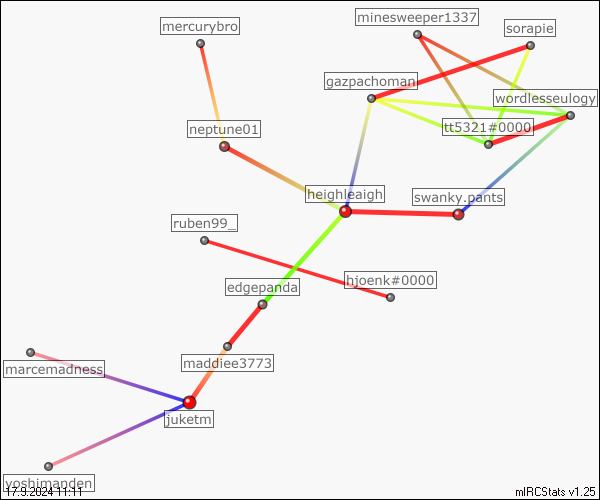 mercurybro
minesweeper1337
sorapie
gazpachoman
wordlesseulogy
neptune01
tt5321#0000
heighleaigh
swanky.pants
ruben99_
hjoenk#0000
edgepanda
marcemadness
maddiee3773
juketm
yoshimanden
17.9.2024 11:11
mIRCStats v1.25